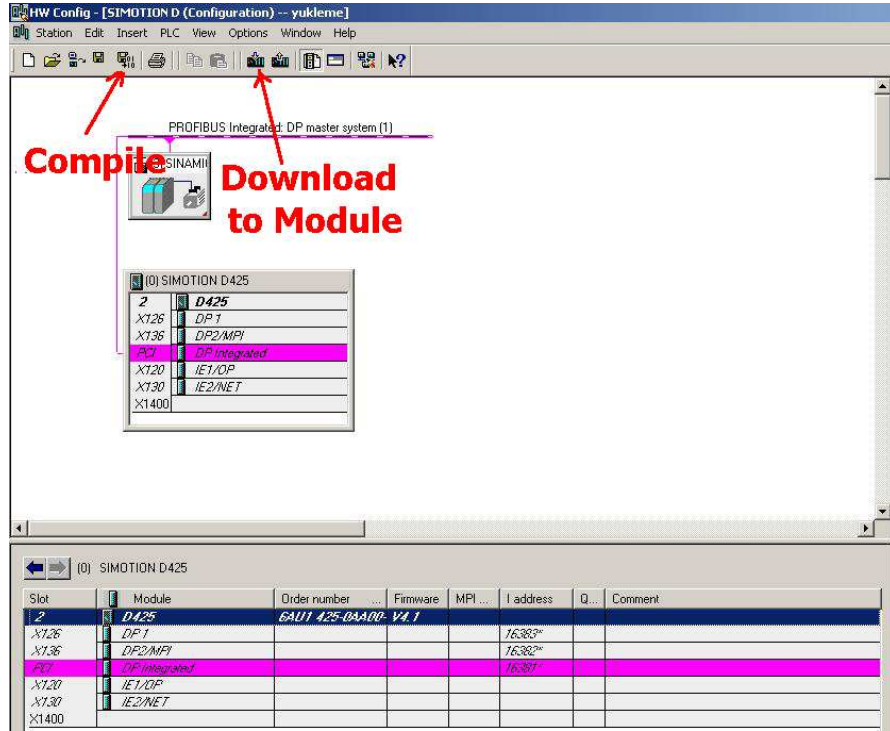 HW Config - [SIMOTION D (Configuration) -- yukleme]
Station Edit Insert PLC View Options Window Help
PROFIBUS Integrated: DP master system (1)
Compile
SINAMI
Download
to Module
(0) SIMOTION D425
2 D425
X126 DP 1
X136 DP2/MPI
PCI DP Integrated
X120 IE1/OP
X130 IE2/NET
X1400
(0) SIMOTION D425
Slot Module Order number ... Firmware MPI ... I address Q... Comment
2 D425 6AU1 425-0AA00- V4.1
X126 DP 1 16383*
X136 DP2/MPI 16382*
PCI DP Integrated 16381*
X120 IE1/OP
X130 IE2/NET
X1400